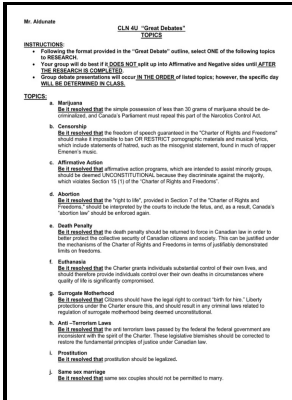 Mr. Aldunate
CLN 4U "Great Debates"
TOPICS
INSTRUCTIONS:
• Following the format provided in the "Great Debate" outline, select ONE of the following topics
to RESEARCH.
• Your group will do best if it DOES NOT split up into Affirmative and Negative sides until AFTER
THE RESEARCH IS COMPLETED.
• Group debate presentations will occur IN THE ORDER of listed topics; however, the specific day
WILL BE DETERMINED IN CLASS.
TOPICS:
a. Marijuana
Be it resolved that the simple possession of less than 30 grams of marijuana should be de-
criminalized, and Canada's Parliament must repeal this part of the Narcotics Control Act.
b. Censorship
Be it resolved that the freedom of speech guaranteed in the "Charter of Rights and Freedoms"
should make it impossible to ban OR RESTRICT pornographic materials and musical lyrics,
which include statements of hatred, such as the misogynist statement, found in much of rapper
Emenem's music.
c. Affirmative Action
Be it resolved that affirmative action programs, which are intended to assist minority groups,
should be deemed UNCONSTITUTIONAL because they discriminate against the majority,
which violates Section 15 (1) of the "Charter of Rights and Freedoms".
d. Abortion
Be it resolved that the "right to life", provided in Section 7 of the "Charter of Rights and
Freedoms," should be interpreted by the courts to include the fetus, and, as a result, Canada's
"abortion law" should be enforced again.
e. Death Penalty
Be it resolved that the death penalty should be returned to force in Canadian law in order to
better protect the collective security of Canadian citizens and society. This can be justified under
the mechanisms of the Charter of Rights and Freedoms in terms of justifiably demonstrated
limits on freedoms.
f. Euthanasia
Be it resolved that the Charter grants individuals substantial control of their own lives, and
should therefore provide individuals control over their own deaths in circumstances where
quality of life is significantly compromised.
g. Surrogate Motherhood
Be it resolved that Citizens should have the legal right to contract "birth for hire." Liberty
protections under the Charter ensure this, and should result in any criminal laws related to
regulation of surrogate motherhood being deemed unconstitutional.
h. Anti –Terrorism Laws
Be it resolved that the anti terrorism laws passed by the federal the federal government are
inconsistent with the spirit of the Charter. These legislative blemishes should be corrected to
restore the fundamental principles of justice under Canadian law.
i. Prostitution
Be it resolved that prostitution should be legalized.
j. Same sex marriage
Be it resolved that same sex couples should not be permitted to marry.